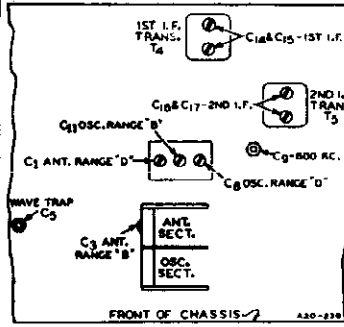 1ST I.F.
TRANS.
T4
C14 & C15-1ST I.F.
C16 & C17-2ND I.F.
2ND I.
TRAN
T5
C11 OSC. RANGE "B"
C9-600 KC.
C1 ANT. RANGE "D"
C8 OSC. RANGE "D"
WAVE TRAP
C5
C3 ANT.
RANGE "B"
ANT.
SECT.
OSC.
SECT.
FRONT OF CHASSIS